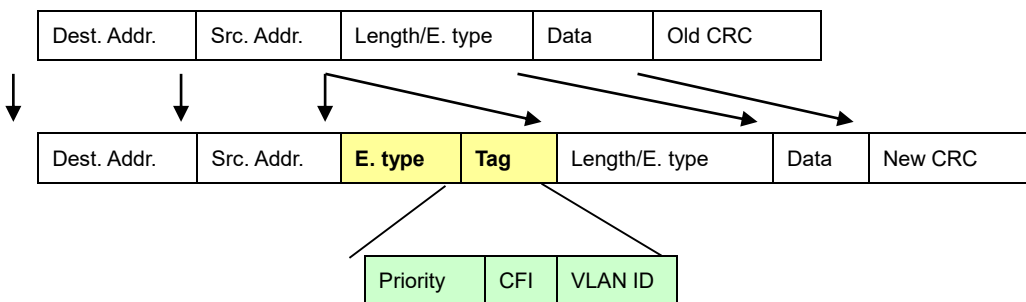 Dest. Addr. Src. Addr. Length/E. type Data Old CRC
Dest. Addr. Src. Addr. E. type Tag Length/E. type Data New CRC
Priority CFI VLAN ID